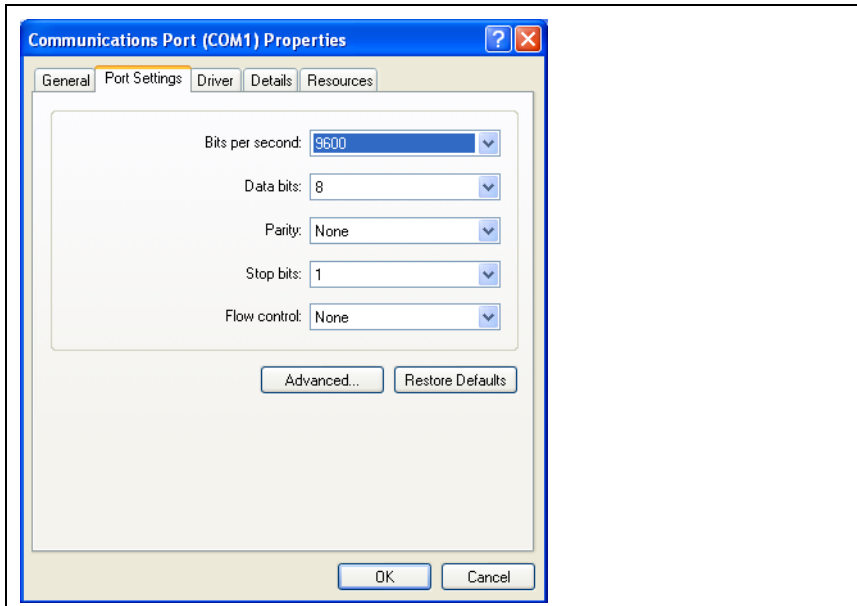 Communications Port (COM1) Properties
General Port Settings Driver Details Resources
Bits per second: 9600
Data bits: 8
Parity: None
Stop bits: 1
Flow control: None
Advanced... Restore Defaults
OK Cancel